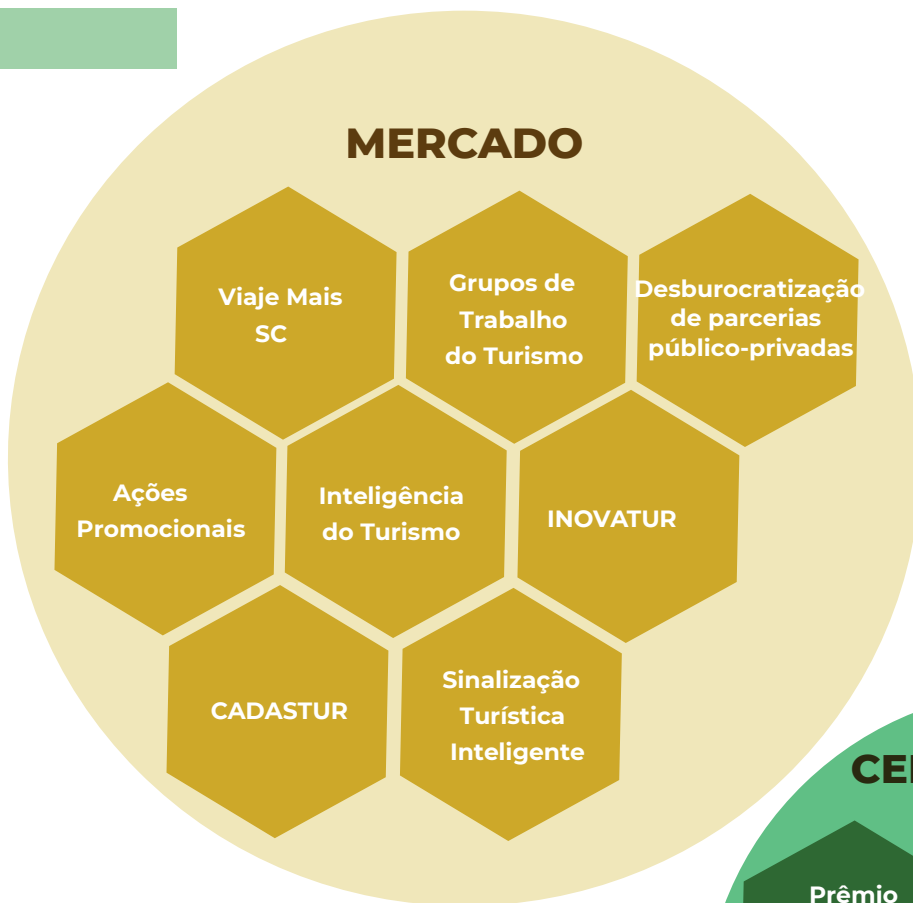 MERCADO
Viaje Mais
SC
Grupos de
Trabalho
do Turismo
Desburocratização
de parcerias
público-privadas
Ações
Promocionais
Inteligência
do Turismo
INOVATUR
CADASTUR
Sinalização
Turística
Inteligente
Prêmio